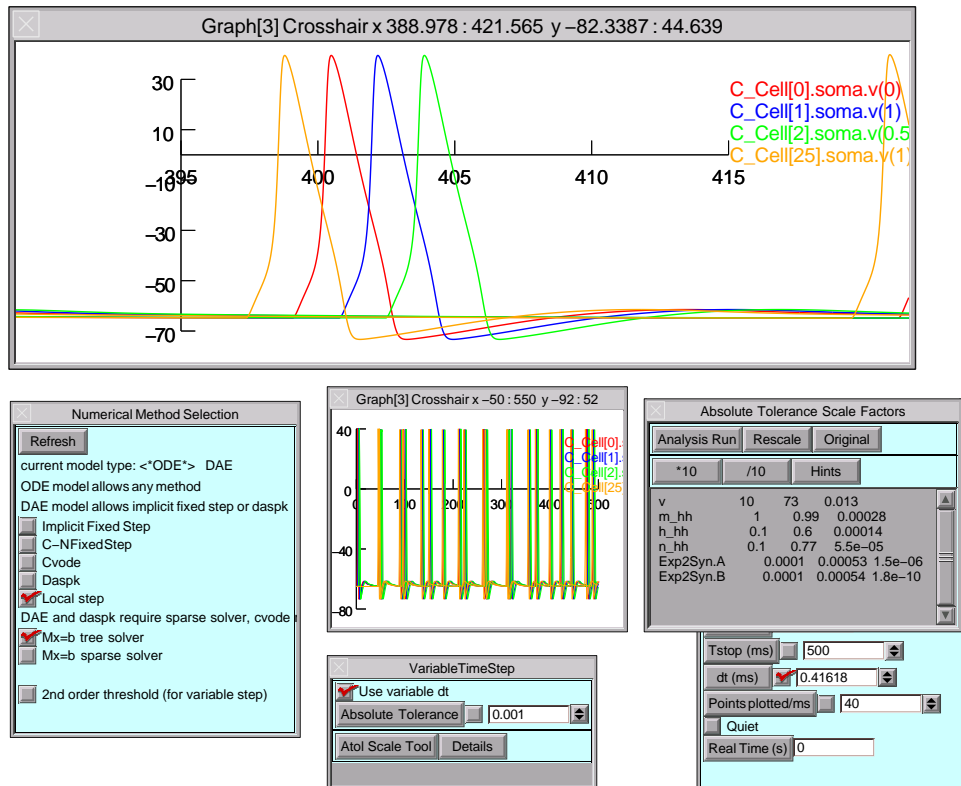 Graph[3] Crosshair x 388.978 : 421.565 y −82.3387 : 44.639
30
C_Cell[0].soma.v(0)
C_Cell[1].soma.v(1)
10
C_Cell[2].soma.v(0.5
C_Cell[25].soma.v(1)
−10
395 400 405 410 415
−30
−50
−70
Numerical Method Selection
Refresh
current model type: <*ODE*> DAE
ODE model allows any method
DAE model allows implicit fixed step or daspk
Implicit Fixed Step
C−NFixedStep
Cvode
Daspk
Local step
DAE and daspk require sparse solver, cvode
Mx=b tree solver
Mx=b sparse solver
2nd order threshold (for variable step)
Graph[3] Crosshair x −50 : 550 y −92 : 52
40
C_Cell[0].
C_Cell[1].
C_Cell[2].
C_Cell[25]
0
0 100 200 300 400 500
−40
−80
VariableTimeStep
Use variable dt
Absolute Tolerance 0.001
Atol Scale Tool Details
Absolute Tolerance Scale Factors
Analysis Run Rescale Original
*10 /10 Hints
v 10 73 0.013
m_hh 1 0.99 0.00028
h_hh 0.1 0.6 0.00014
n_hh 0.1 0.77 5.5e−05
Exp2Syn.A 0.0001 0.00053 1.5e−06
Exp2Syn.B 0.0001 0.00054 1.8e−10
Tstop (ms) 500
dt (ms) 0.41618
Points plotted/ms 40
Quiet
Real Time (s) 0